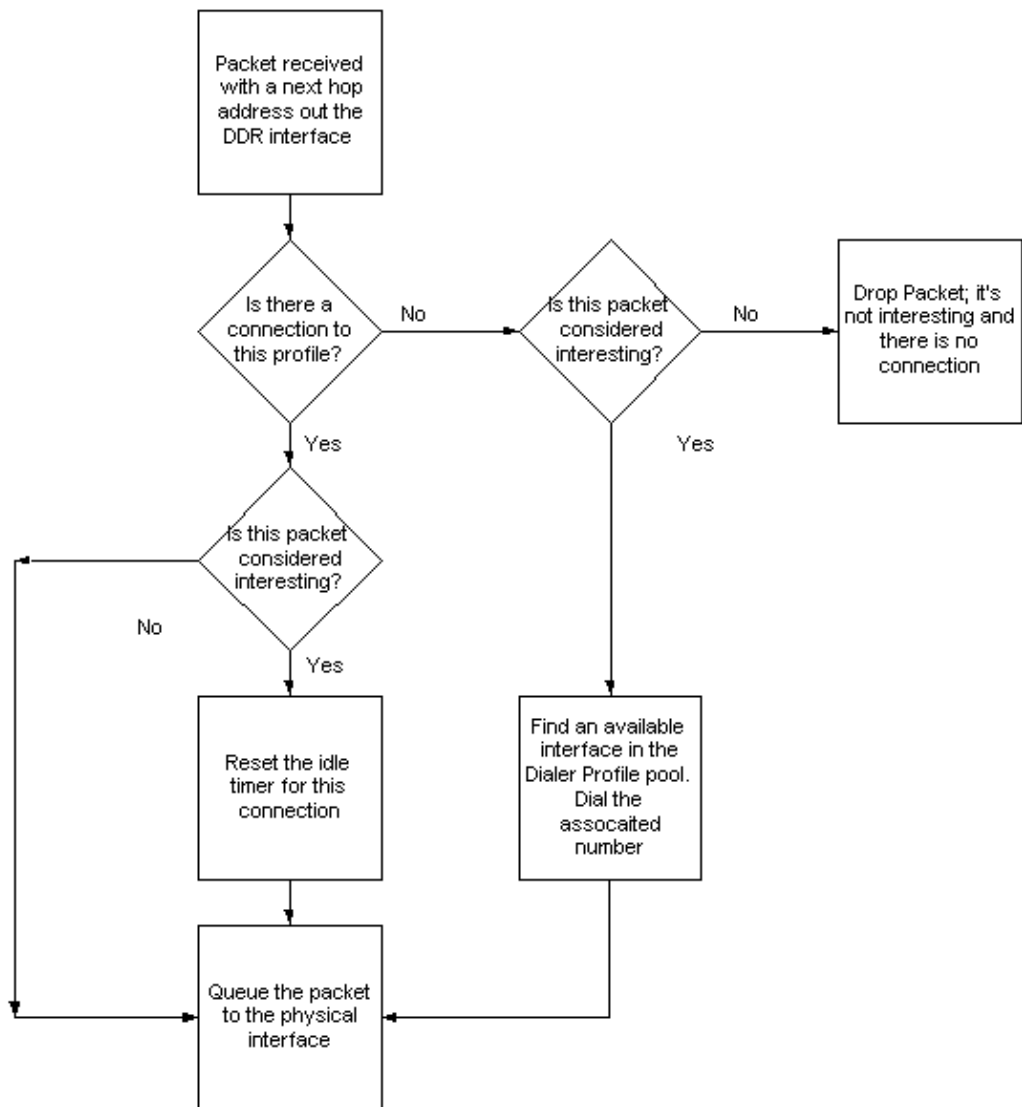 Packet received
with a next hop
address out the
DDR interface
Is there a
connection to
this profile?
No
Is this packet
considered
interesting?
No
Drop Packet; it's
not interesting and
there is no
connection
Yes
Yes
Is this packet
considered
interesting?
No
Yes
Reset the idle
timer for this
connection
Find an available
interface in the
Dialer Profile pool.
Dial the
assocaited
number
Queue the packet
to the physical
interface